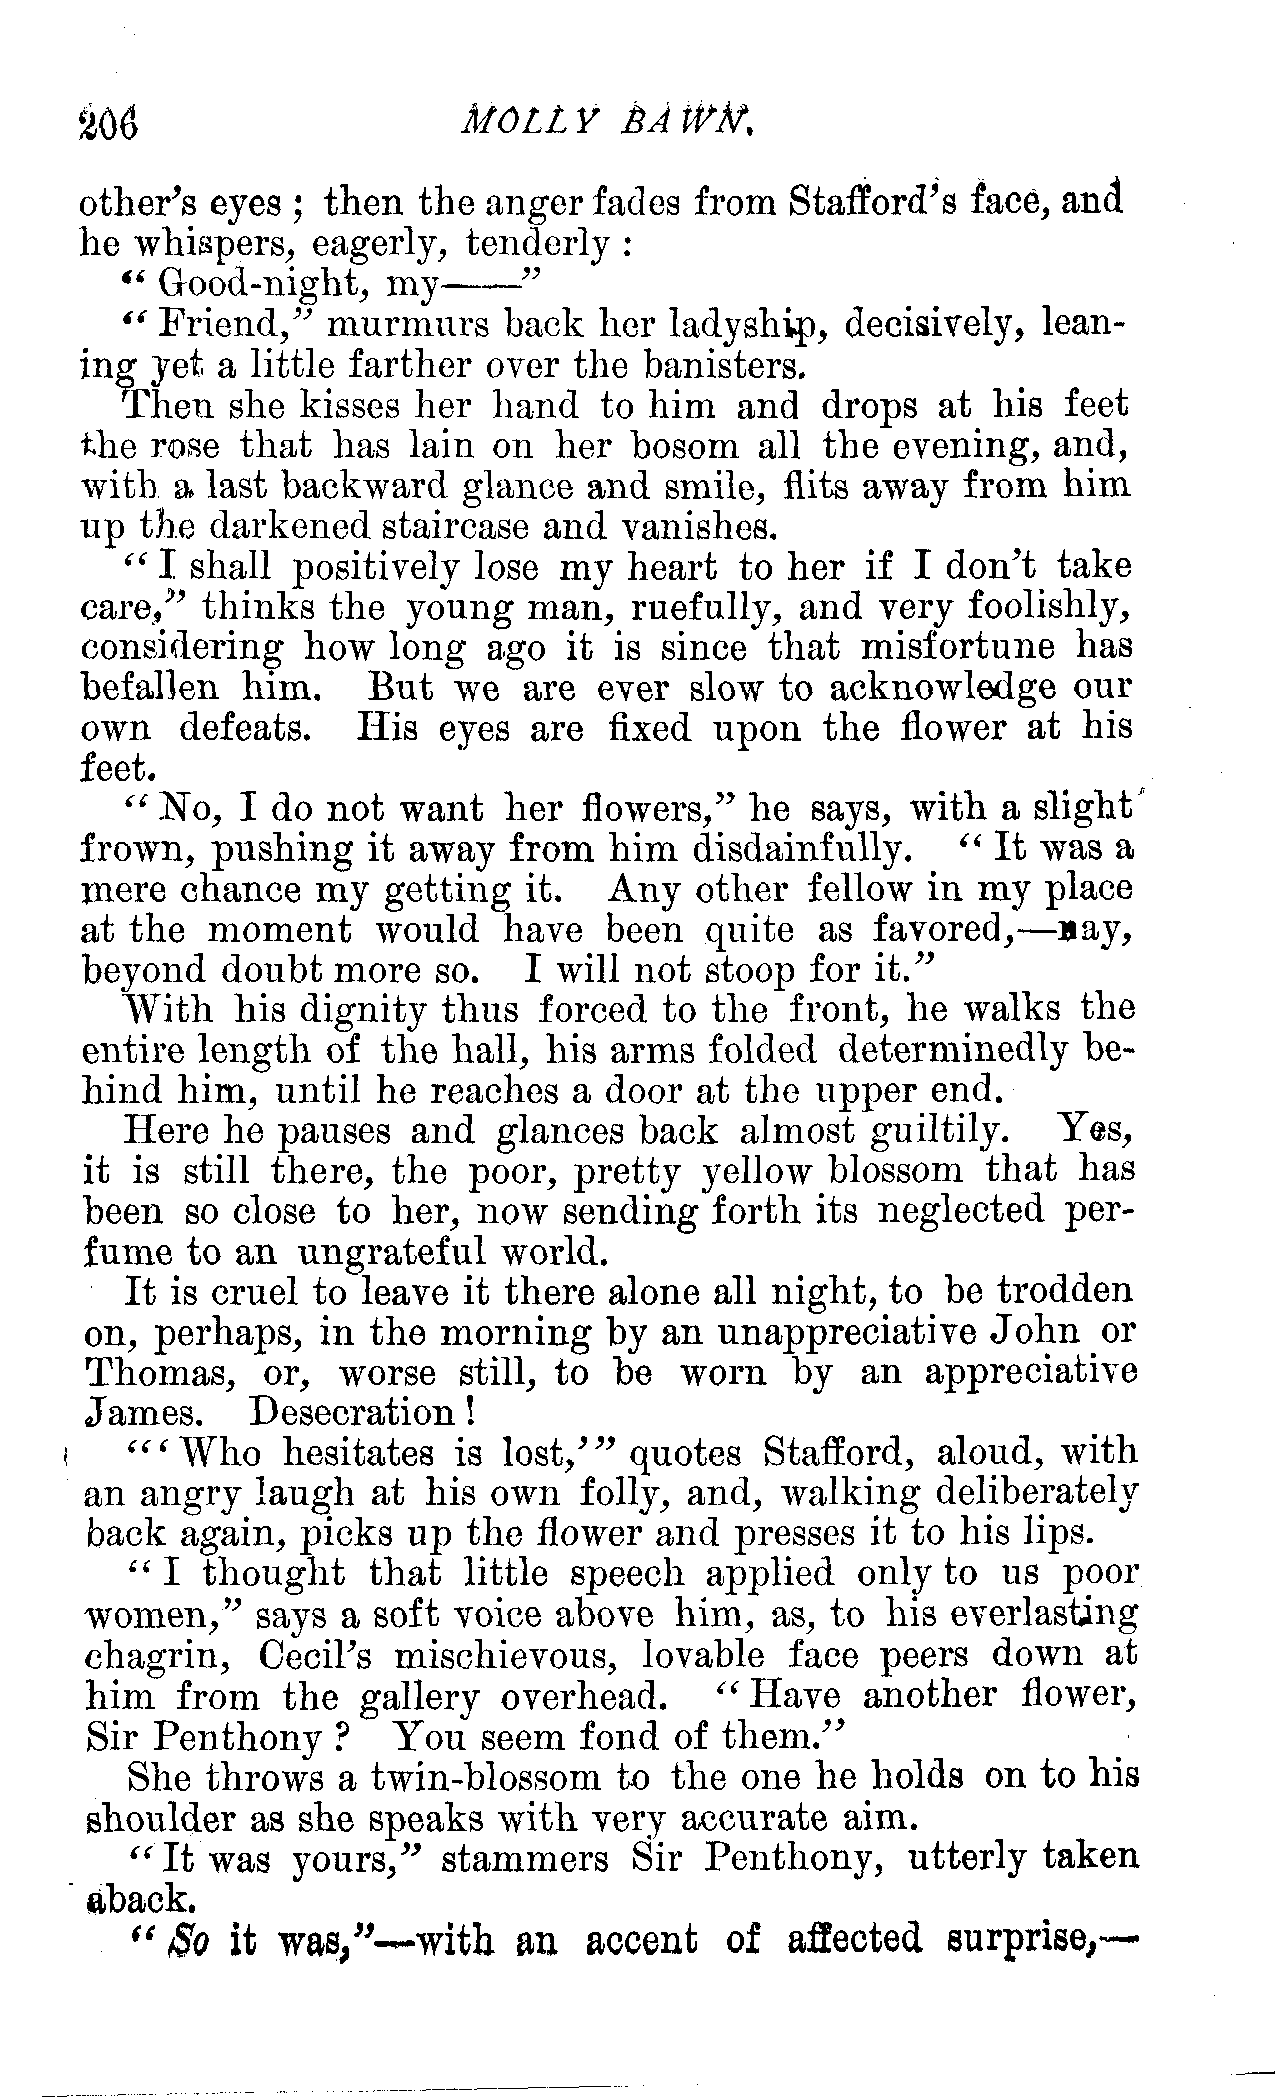 206 MOLLY BAWN.
other's eyes ; then the anger fades from Stafford's face, and
he whispers, eagerly, tenderly :
“ Good-night, my——”
“ Friend,” murmurs back her ladyship, decisively, lean-
ing yet a little farther over the banisters.
Then she kisses her hand to him and drops at his feet
the rose that has lain on her bosom all the evening, and,
with a last backward glance and smile, flits away from him
up the darkened staircase and vanishes.
“ I shall positively lose my heart to her if I don't take
care,” thinks the young man, ruefully, and very foolishly,
considering how long ago it is since that misfortune has
befallen him. But we are ever slow to acknowledge our
own defeats. His eyes are fixed upon the flower at his
feet.
“ No, I do not want her flowers,” he says, with a slight
frown, pushing it away from him disdainfully. “ It was a
mere chance my getting it. Any other fellow in my place
at the moment would have been quite as favored,—nay,
beyond doubt more so. I will not stoop for it.”
With his dignity thus forced to the front, he walks the
entire length of the hall, his arms folded determinedly be-
hind him, until he reaches a door at the upper end.
Here he pauses and glances back almost guiltily. Yes,
it is still there, the poor, pretty yellow blossom that has
been so close to her, now sending forth its neglected per-
fume to an ungrateful world.
It is cruel to leave it there alone all night, to be trodden
on, perhaps, in the morning by an unappreciative John or
Thomas, or, worse still, to be worn by an appreciative
James. Desecration !
“ ‘ Who hesitates is lost,’ ” quotes Stafford, aloud, with
an angry laugh at his own folly, and, walking deliberately
back again, picks up the flower and presses it to his lips.
“ I thought that little speech applied only to us poor
women,” says a soft voice above him, as, to his everlasting
chagrin, Cecil's mischievous, lovable face peers down at
him from the gallery overhead. “ Have another flower,
Sir Penthony ? You seem fond of them.”
She throws a twin-blossom to the one he holds on to his
shoulder as she speaks with very accurate aim.
“ It was yours,” stammers Sir Penthony, utterly taken
aback.
“ So it was,”—with an accent of affected surprise,—